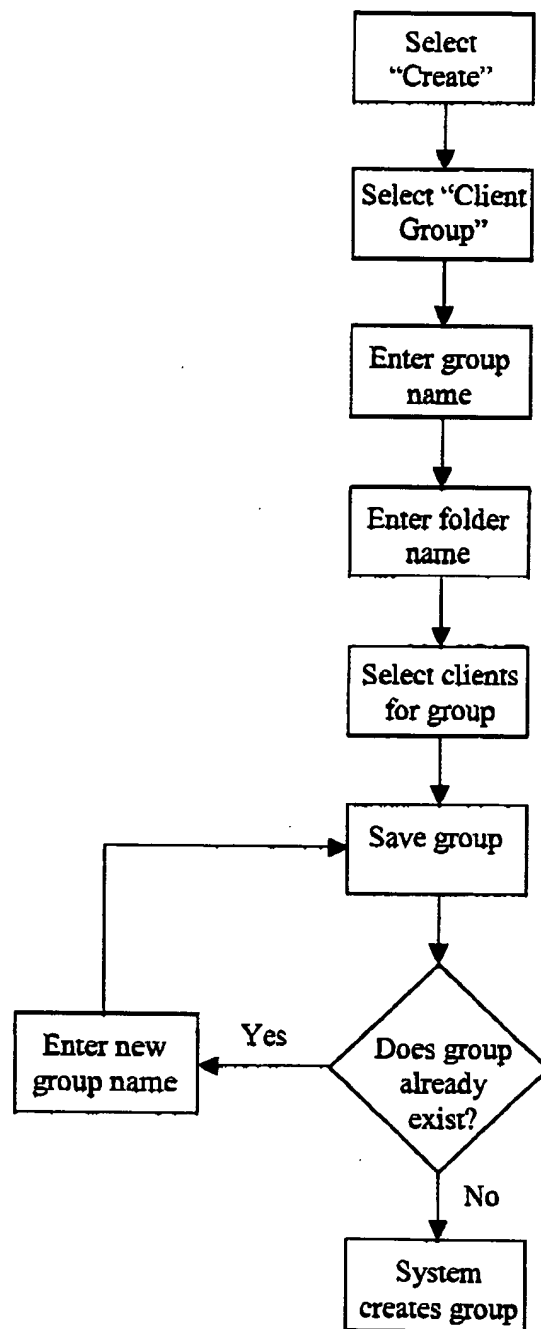 Select
“Create”
Select “Client
Group”
Enter group
name
Enter folder
name
Select clients
for group
Save group
Does group
already
exist?
Yes
Enter new
group name
No
System
creates group